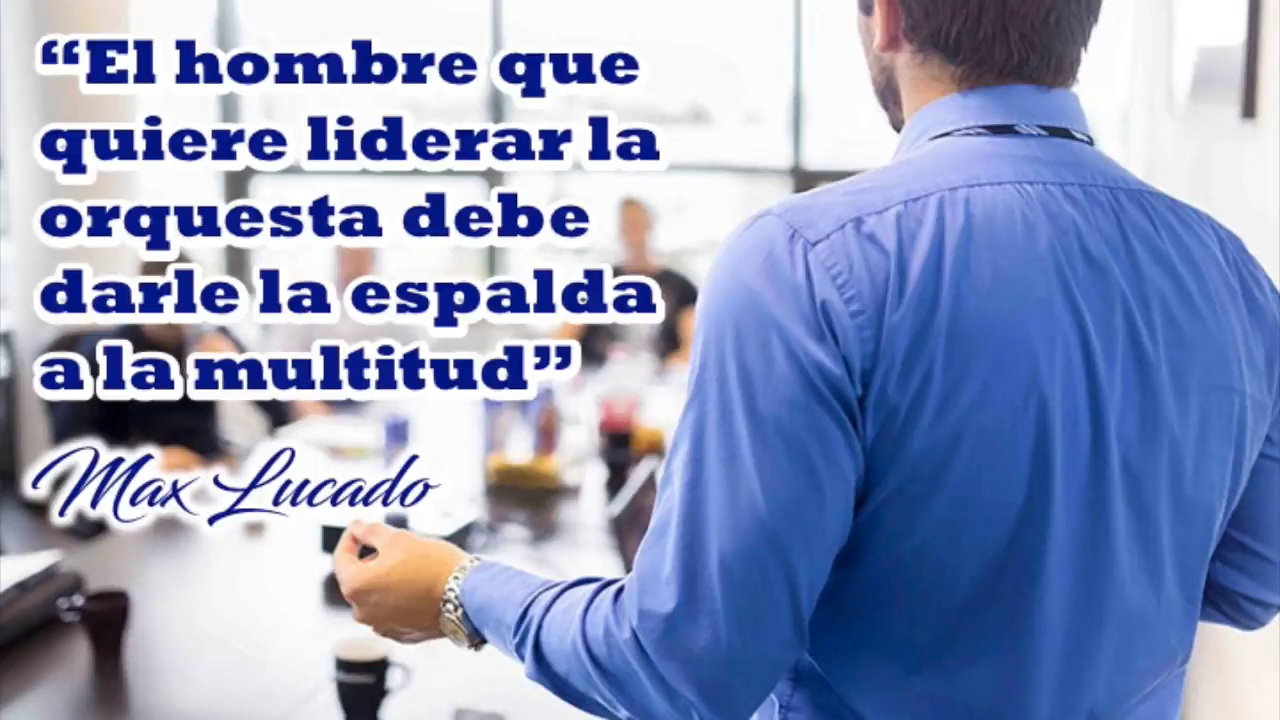 “El hombre que
quiere liderar la
orquesta debe
darle la espalda
a la multitud”
Max Lucado